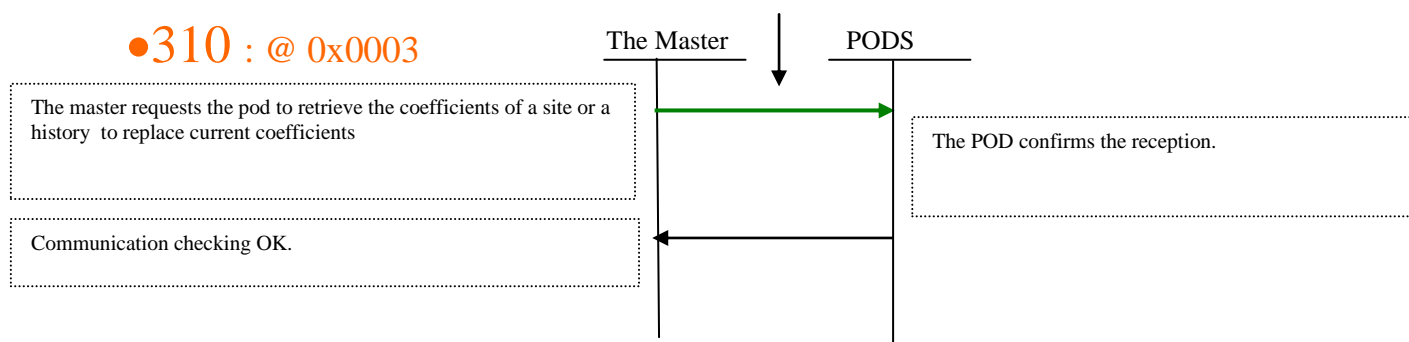 •310 : @ 0x0003
The Master
PODS
The master requests the pod to retrieve the coefficients of a site or a
history to replace current coefficients
The POD confirms the reception.
Communication checking OK.